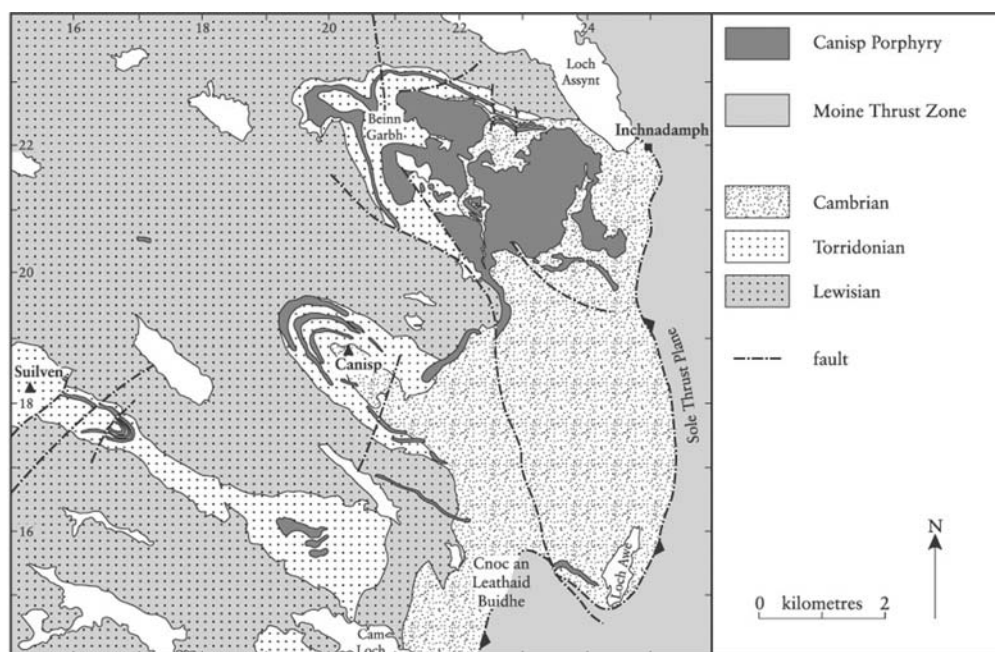 16
18
20
22
24
Loch
Assynt
Beinn
Garbh
Inchnadamph
22
20
Canisp
Suilven
18
Sole Thrust Plane
16
Cnoc an
Leathaid
Buidhe
Loch Awe
Cam
Loch
Canisp Porphyry
Moine Thrust Zone
Cambrian
Torridonian
Lewisian
fault
N
0 kilometres 2